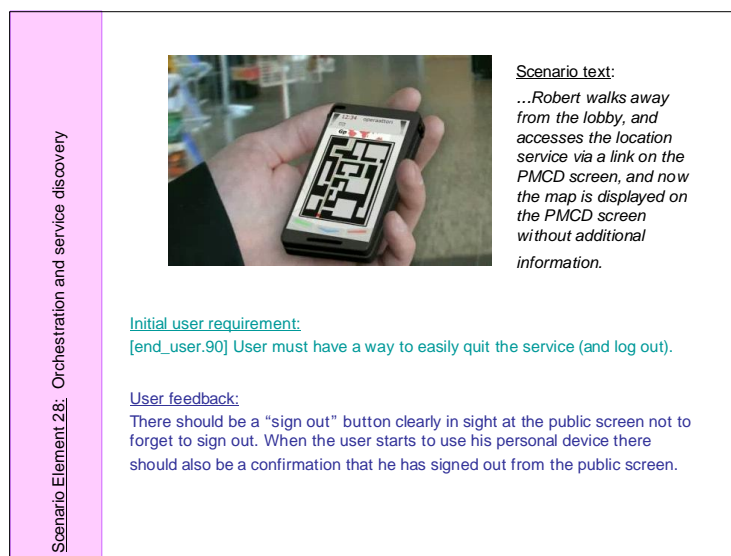 Scenario Element 28: Orchestration and service discovery
12:34
Scenario text:
...Robert walks away
from the lobby, and
accesses the location
service via a link on the
PMCD screen, and now
the map is displayed on
the PMCD screen
without additional
information.
Initial user requirement:
[end_user.90] User must have a way to easily quit the service (and log out).
User feedback:
There should be a “sign out” button clearly in sight at the public screen not to
forget to sign out. When the user starts to use his personal device there
should also be a confirmation that he has signed out from the public screen.